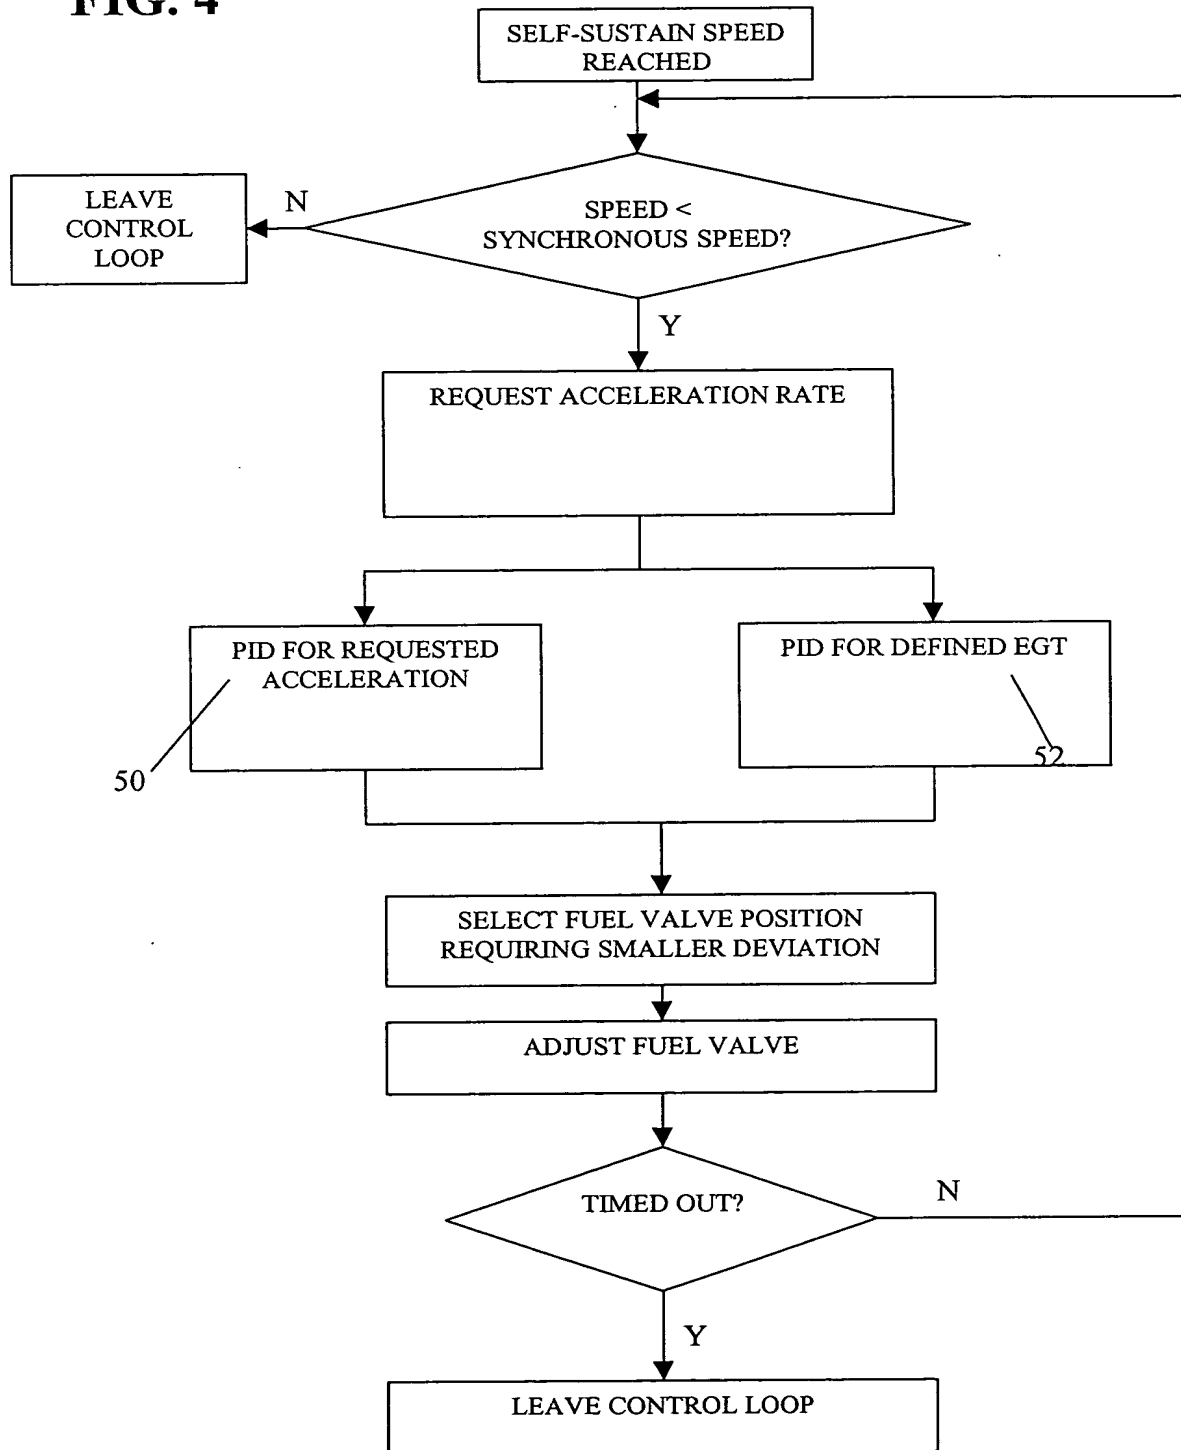 FIG. 4
SELF-SUSTAIN SPEED
REACHED
LEAVE
CONTROL
LOOP
N
SPEED <
SYNCHRONOUS SPEED?
Y
REQUEST ACCELERATION RATE
PID FOR REQUESTED
ACCELERATION
PID FOR DEFINED EGT
50
52
SELECT FUEL VALVE POSITION
REQUIRING SMALLER DEVIATION
ADJUST FUEL VALVE
TIMED OUT?
N
Y
LEAVE CONTROL LOOP